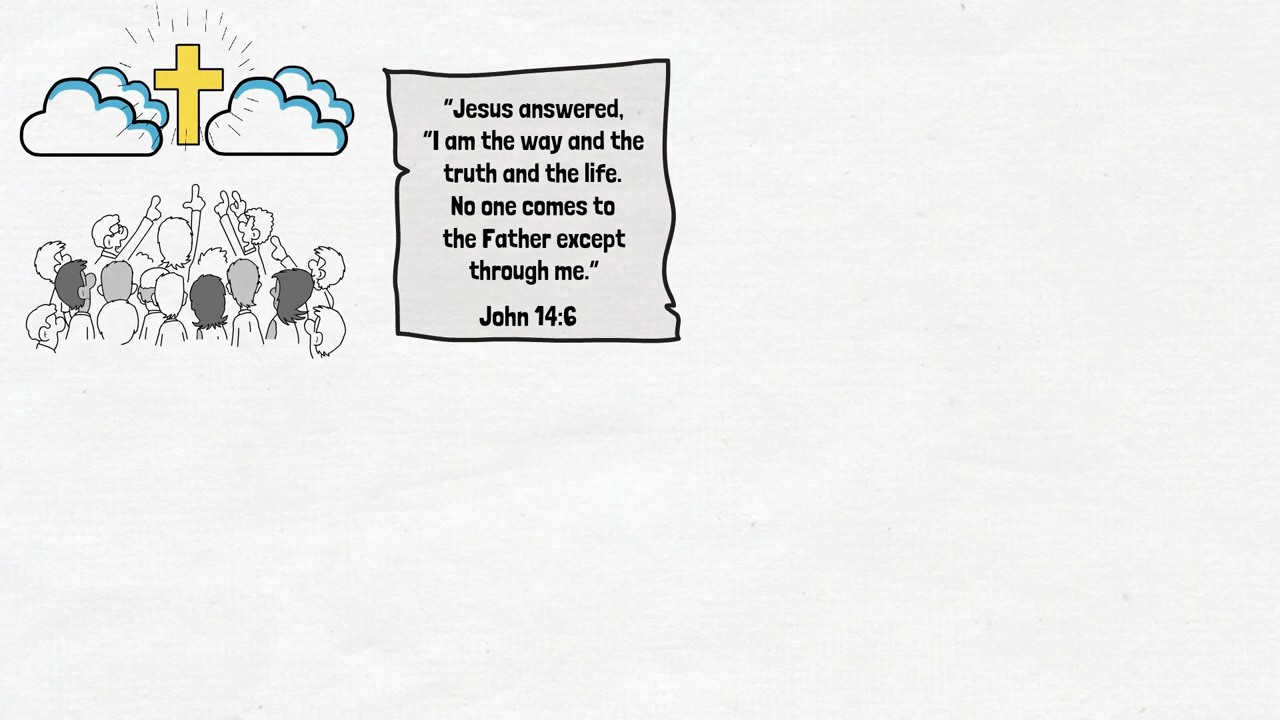 "Jesus answered,
"I am the way and the
truth and the life.
No one comes to
the Father except
through me."
John 14:6